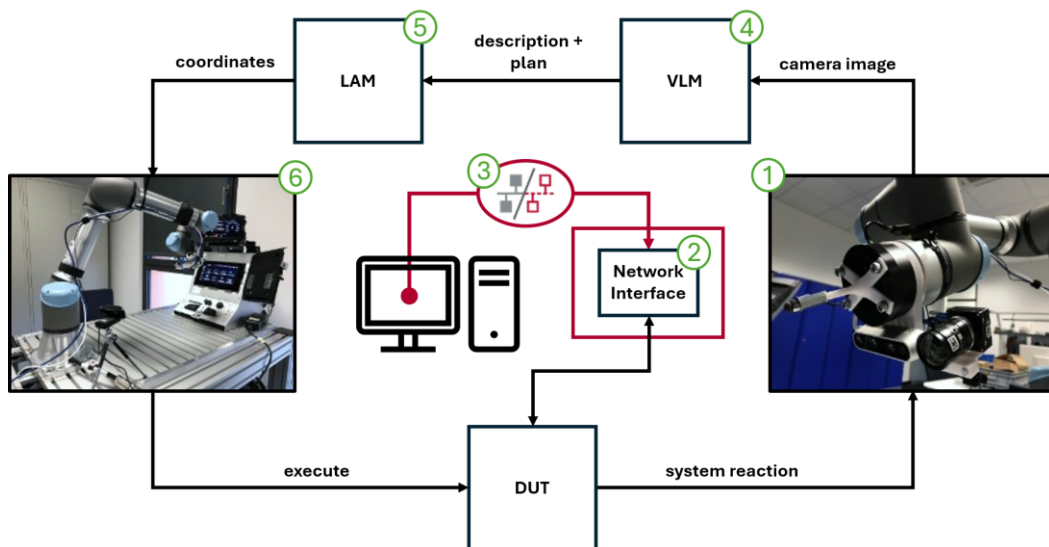 5
4
description +
plan
coordinates
camera image
LAM
VLM
6
3
1
2
Network
Interface
execute
system reaction
DUT